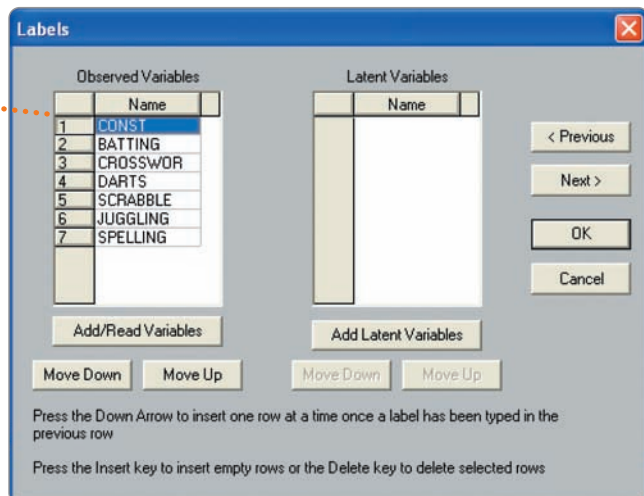 Labels
Observed Variables
Name
1 CONST
2 BATTING
3 CROSSWOR
4 DARTS
5 SCRABBLE
6 JUGGLING
7 SPELLING
Add/Read Variables
Move Down Move Up
Latent Variables
Name
Add Latent Variables
Move Down Move Up
< Previous
Next >
OK
Cancel
Press the Down Arrow to insert one row at a time once a label has been typed in the
previous row
Press the Insert key to insert empty rows or the Delete key to delete selected rows